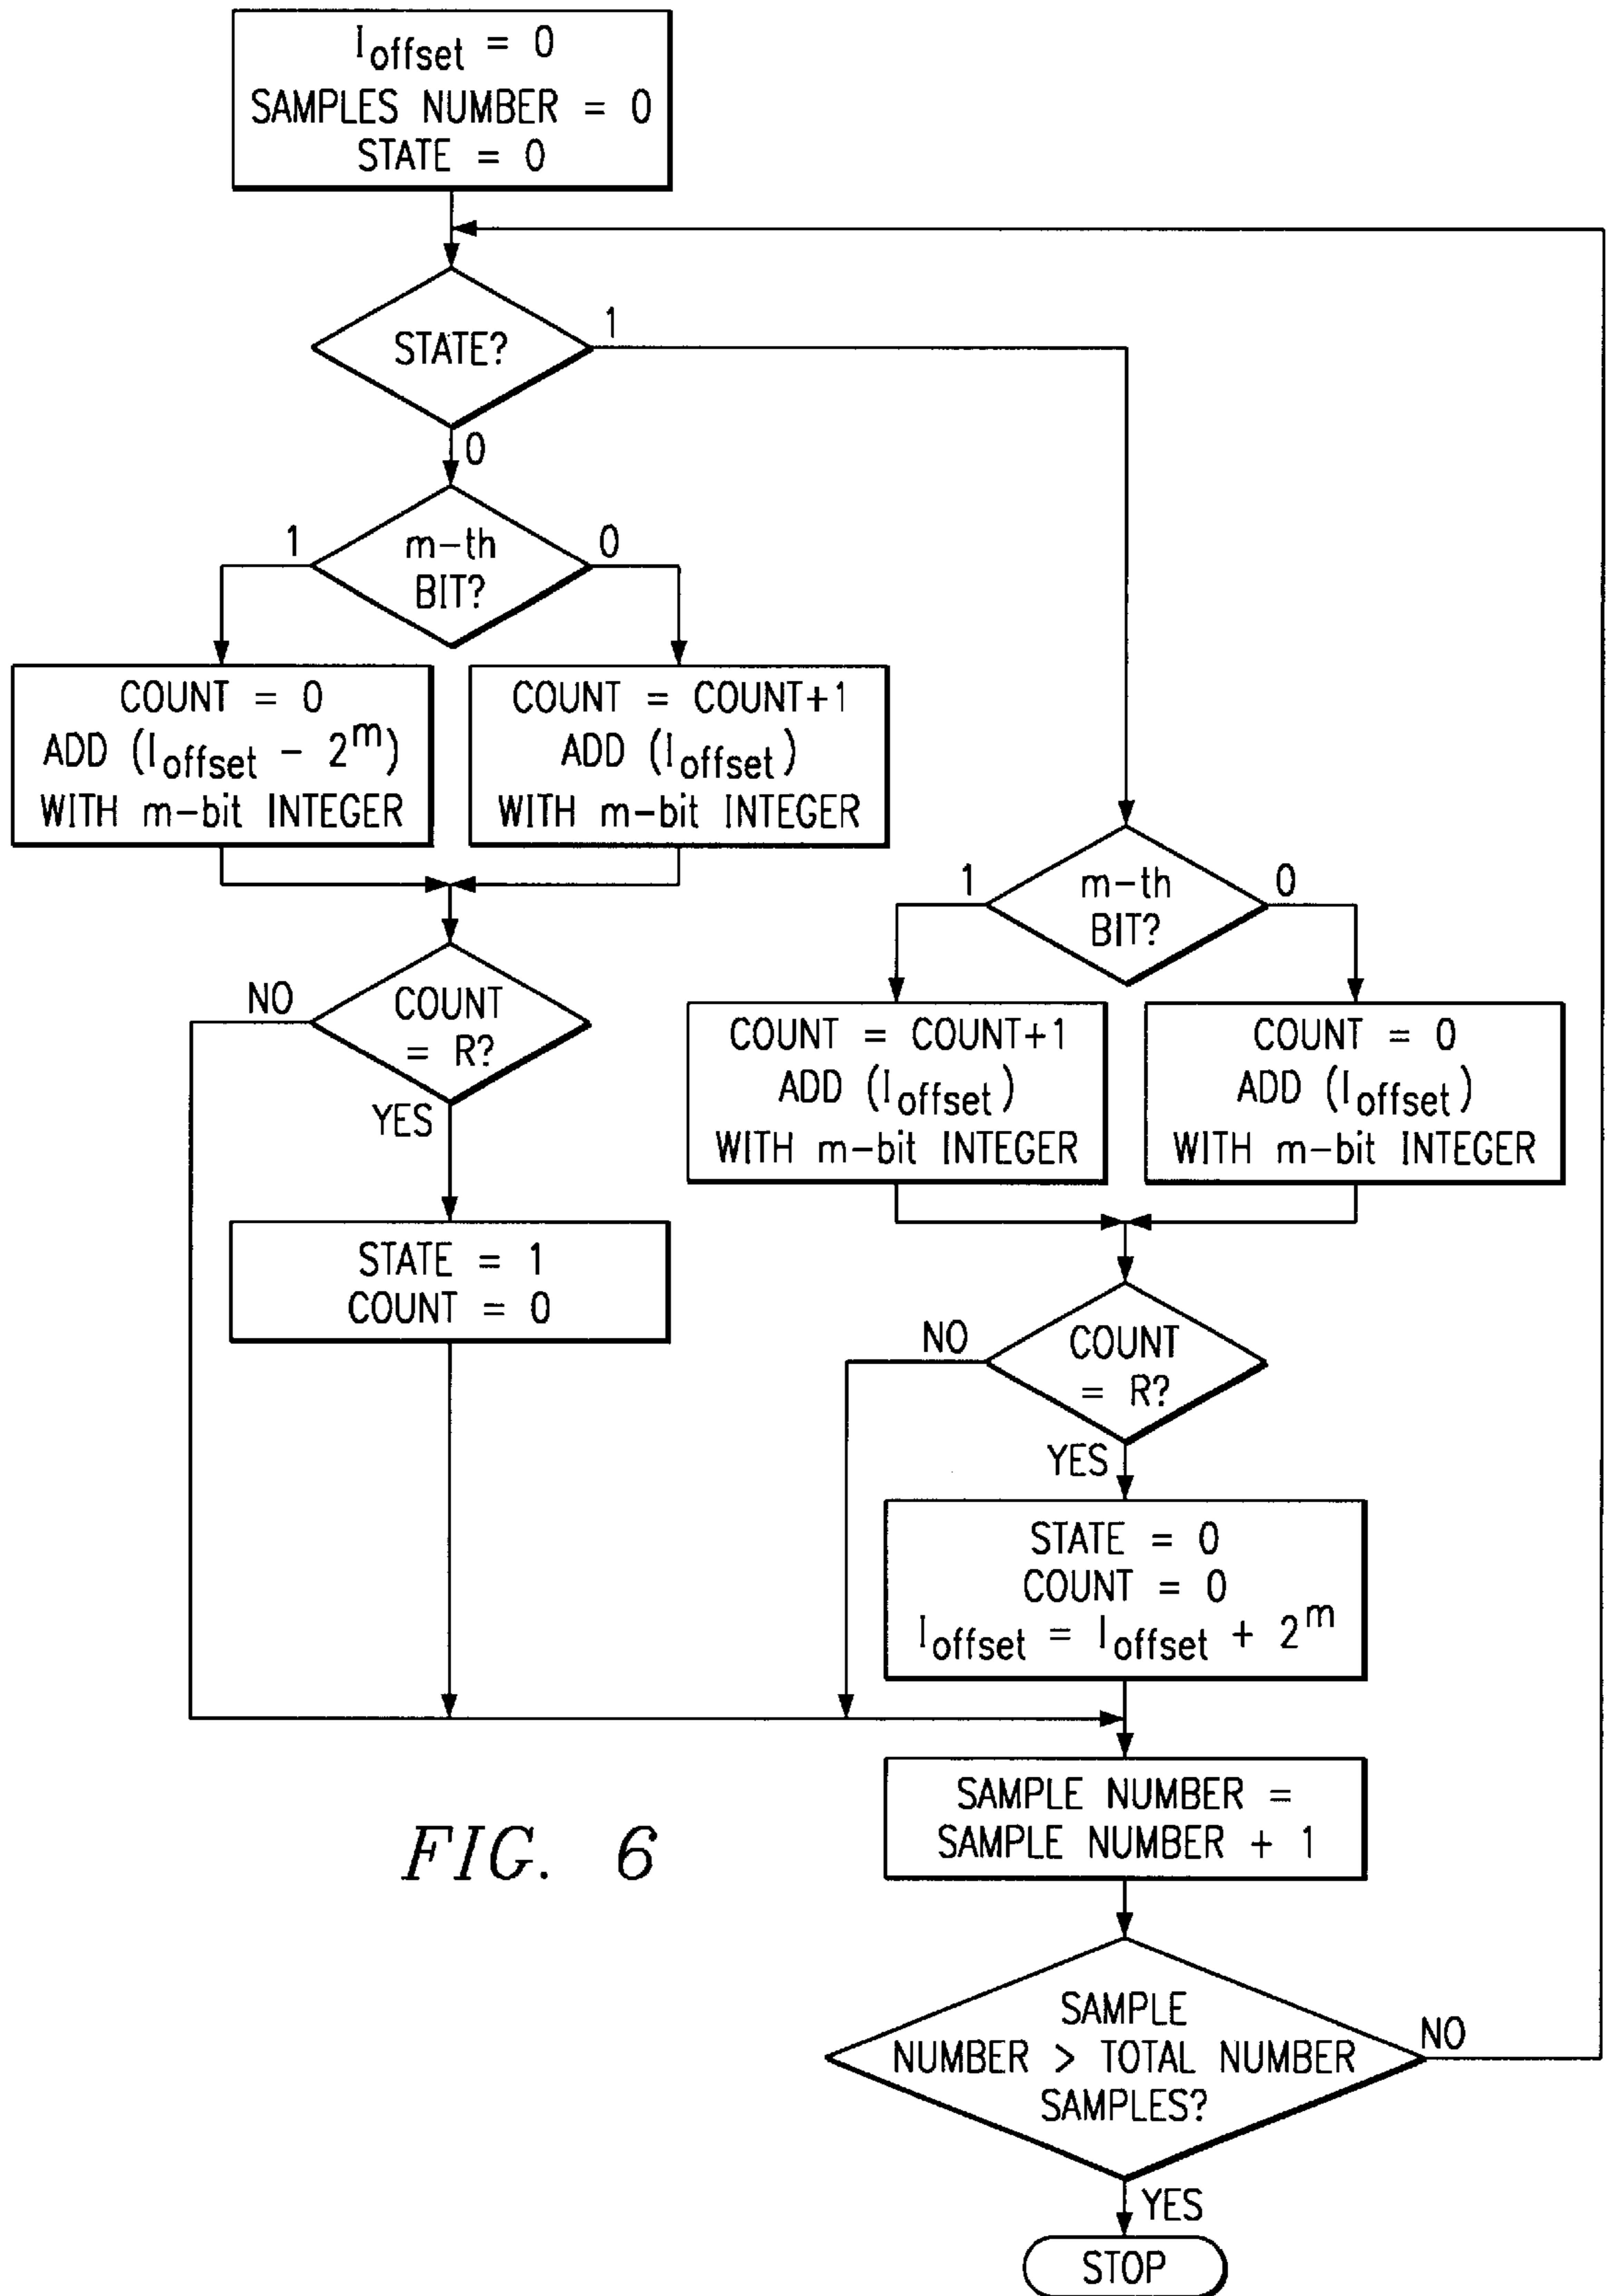 I_offset = 0
SAMPLES NUMBER = 0
STATE = 0
STATE?
1
0
m-th
BIT?
1
0
COUNT = 0
ADD (I_offset - 2^m)
WITH m-bit INTEGER
COUNT = COUNT+1
ADD (I_offset)
WITH m-bit INTEGER
COUNT
= R?
NO
YES
STATE = 1
COUNT = 0
m-th
BIT?
1
0
COUNT = COUNT+1
ADD (I_offset)
WITH m-bit INTEGER
COUNT = 0
ADD (I_offset)
WITH m-bit INTEGER
COUNT
= R?
NO
YES
STATE = 0
COUNT = 0
I_offset = I_offset + 2^m
SAMPLE NUMBER =
SAMPLE NUMBER + 1
FIG. 6
SAMPLE
NUMBER > TOTAL NUMBER
SAMPLES?
NO
YES
STOP